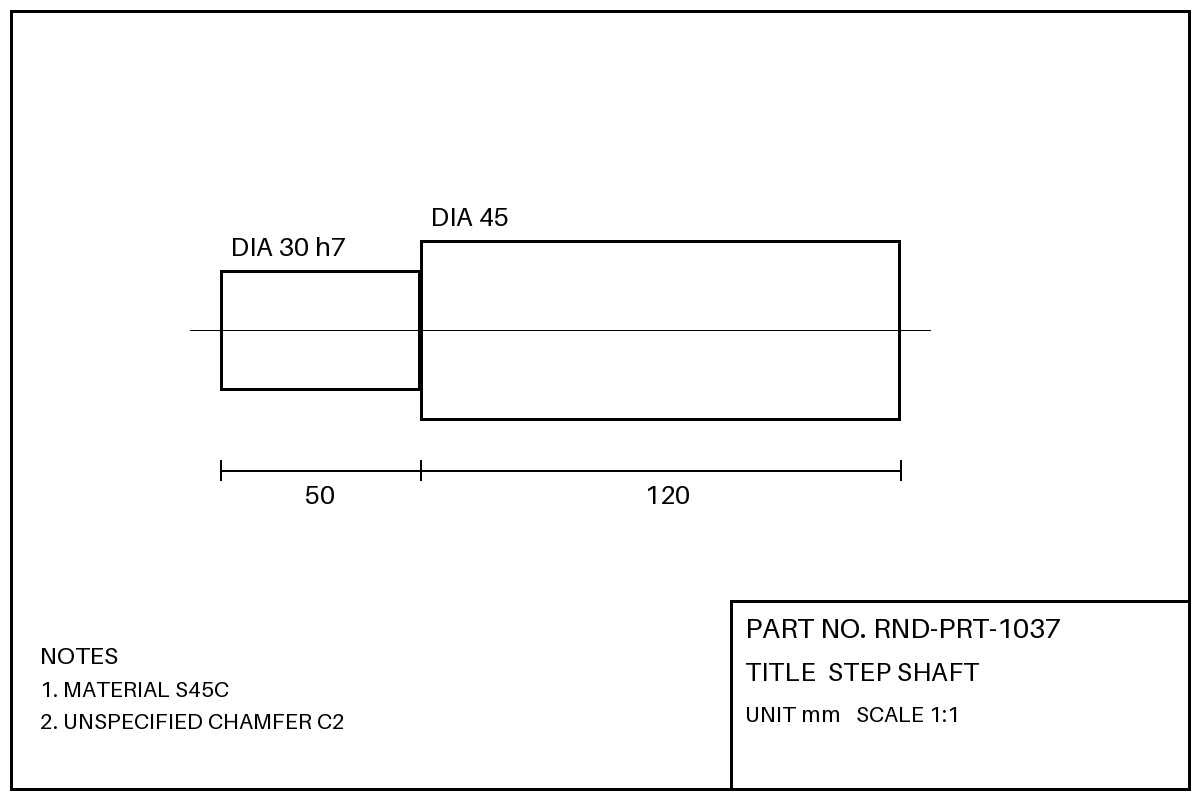 DIA 45
DIA 30 h7
50
120
NOTES
1. MATERIAL S45C
2. UNSPECIFIED CHAMFER C2
PART NO. RND-PRT-1037
TITLE  STEP SHAFT
UNIT mm   SCALE 1:1